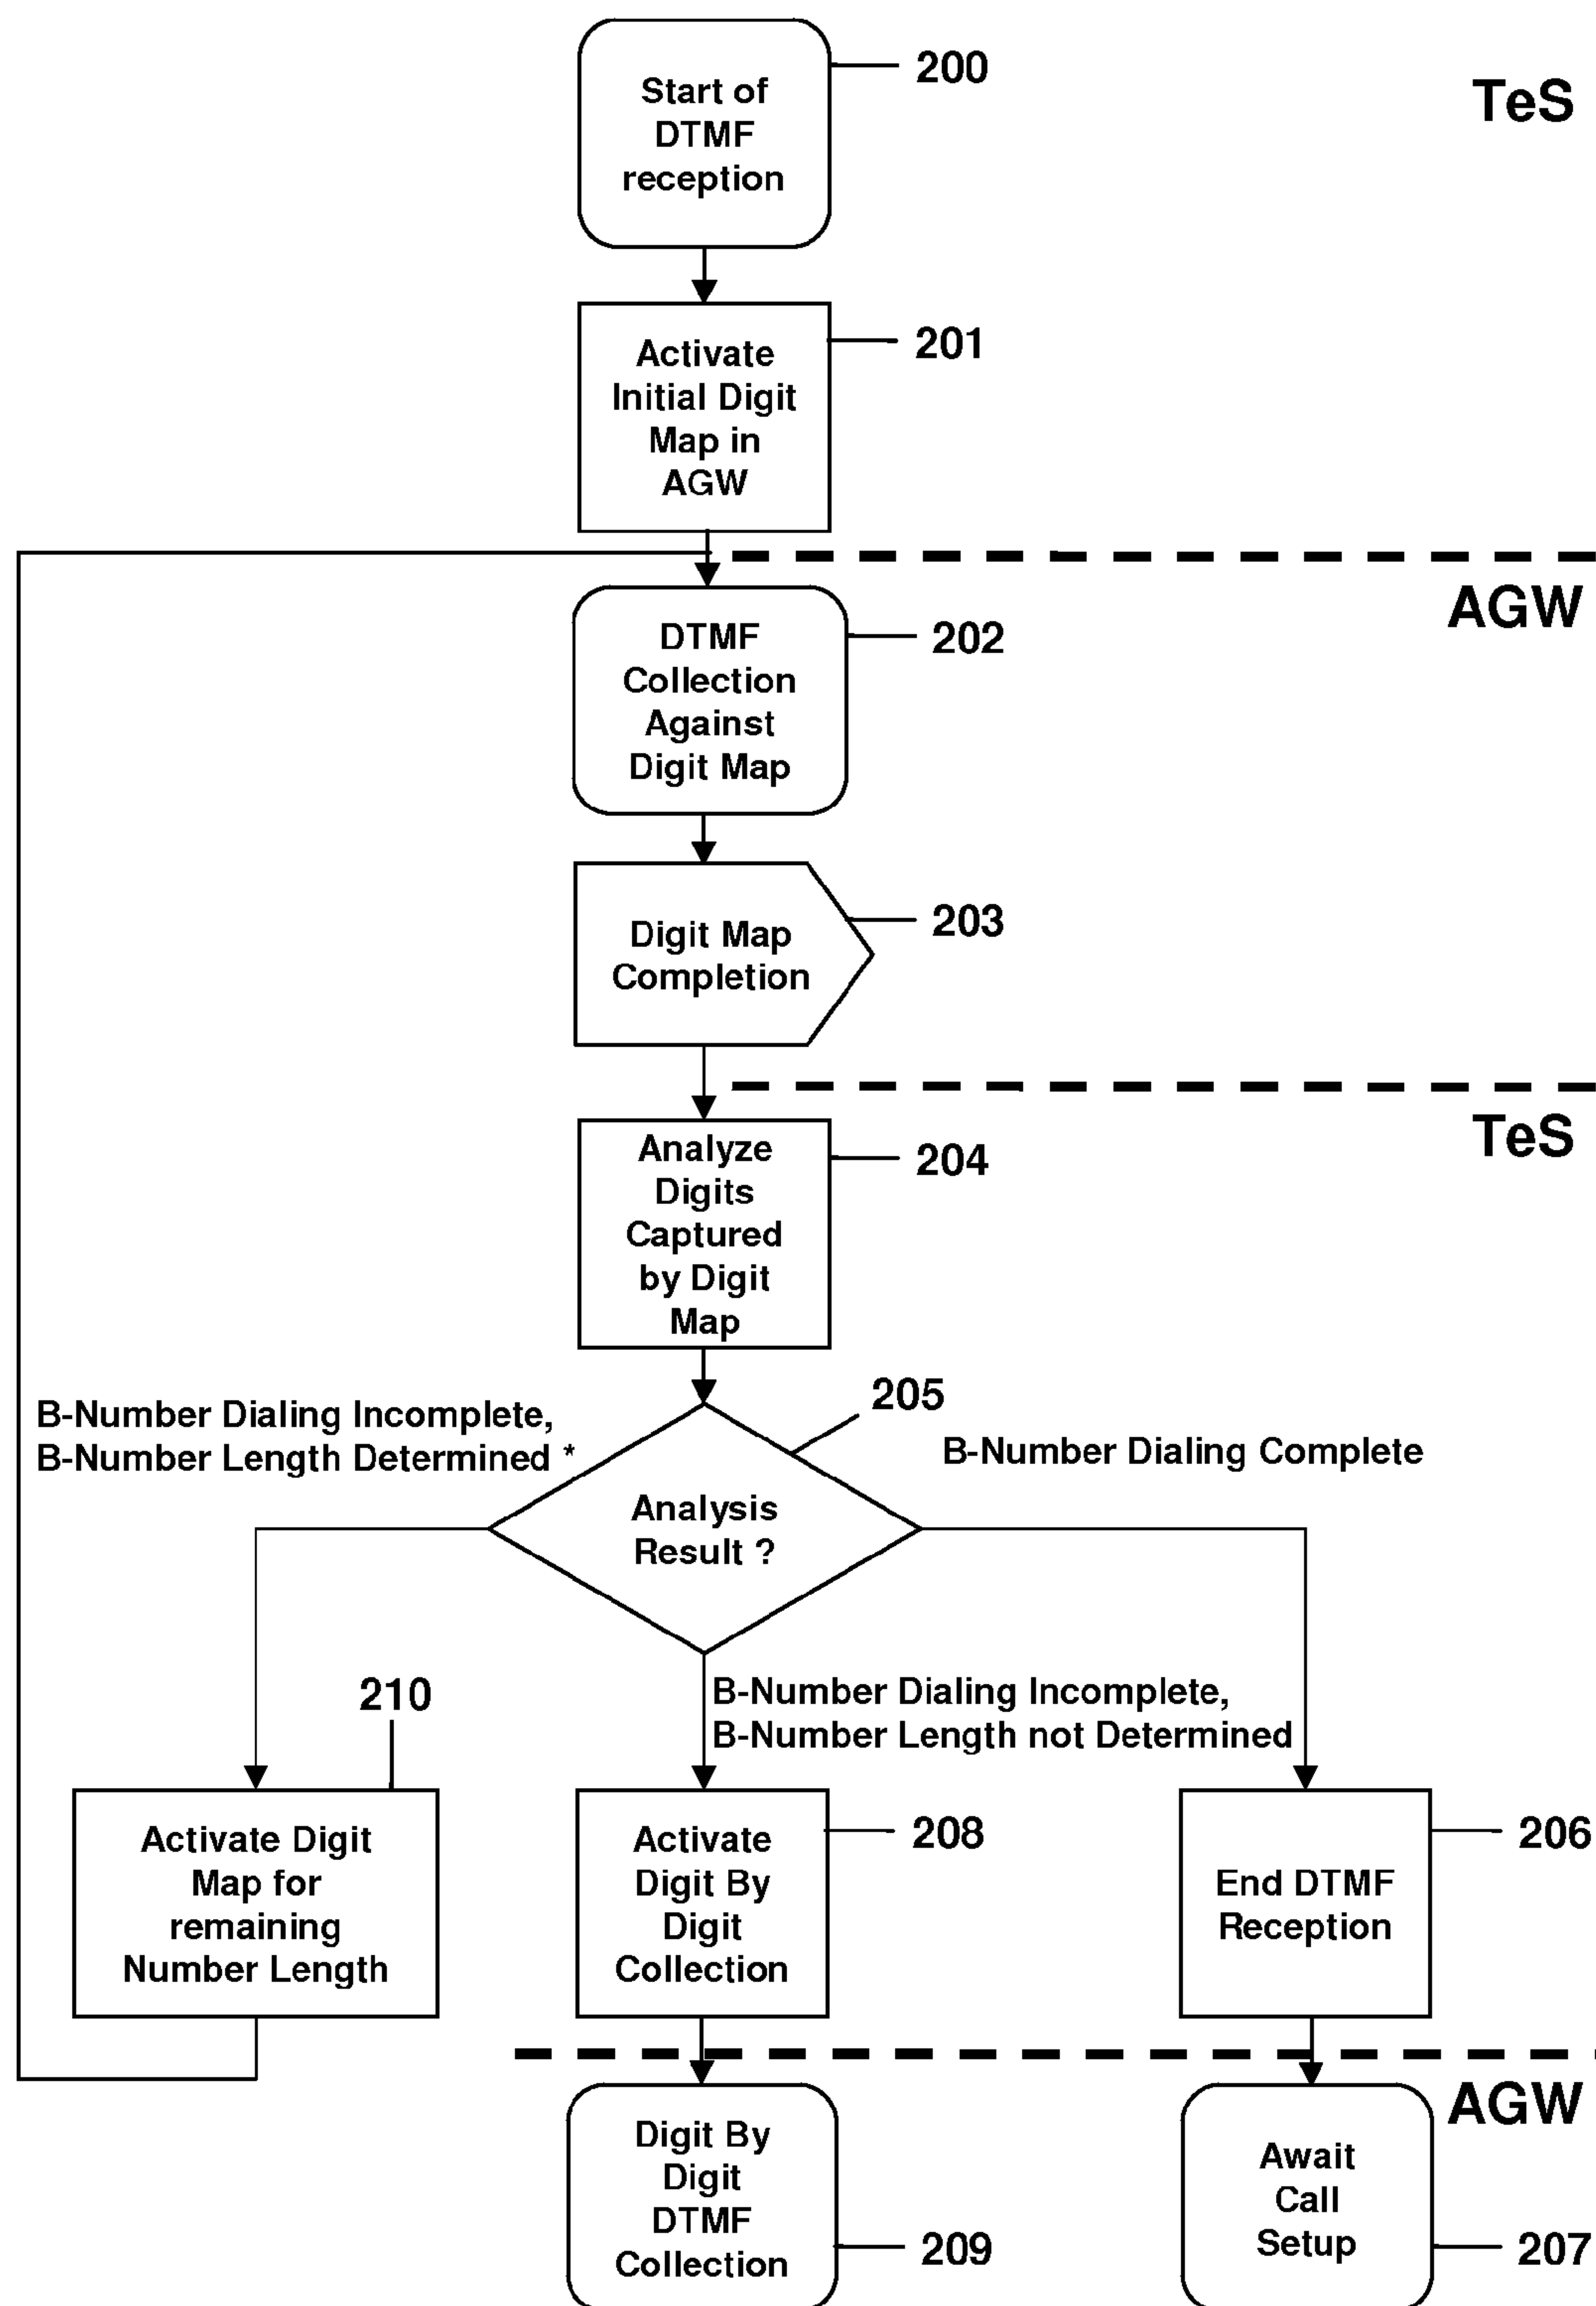 Start of
DTMF
reception
200
TeS
Activate
Initial Digit
Map in
AGW
201
AGW
DTMF
Collection
Against
Digit Map
202
Digit Map
Completion
203
TeS
Analyze
Digits
Captured
by Digit
Map
204
205
B-Number Dialing Incomplete,
B-Number Length Determined *
B-Number Dialing Complete
Analysis
Result ?
B-Number Dialing Incomplete,
B-Number Length not Determined
210
Activate Digit
Map for
remaining
Number Length
Activate
Digit By
Digit
Collection
208
End DTMF
Reception
206
AGW
Digit By
Digit
DTMF
Collection
209
Await
Call
Setup
207